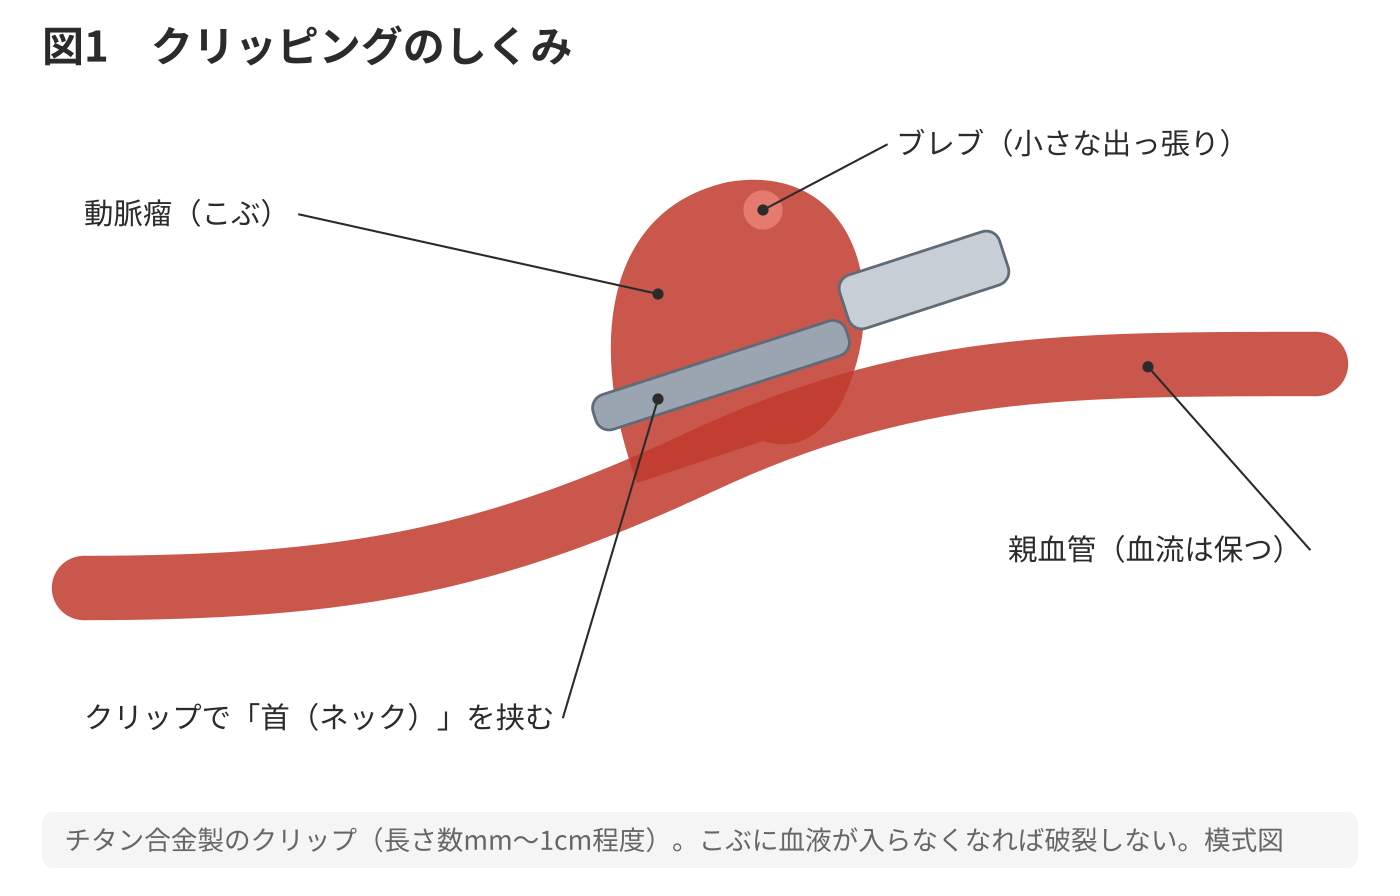 図1　クリッピングのしくみ
ブレブ（小さな出っ張り）
動脈瘤（こぶ）
親血管（血流は保つ）
クリップで「首（ネック）」を挟む
チタン合金製のクリップ（長さ数mm〜1cm程度）。こぶに血液が入らなくなれば破裂しない。模式図